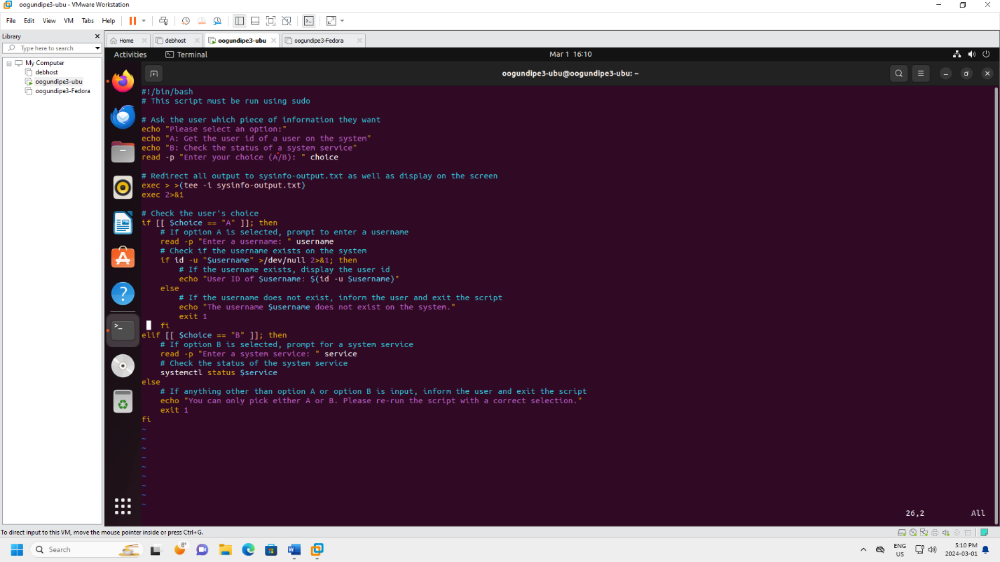 oogundipe3-ubu - VMware Workstation
File Edit View VM Tabs Help
Library
Type here to search
My Computer
debhost
oogundipe3-ubu
oogundipe3-Fedora
Home debhost oogundipe3-ubu oogundipe3-Fedora
Activities Terminal Mar 1 16:10
oogundipe3-ubu@oogundipe3-ubu: ~
#!/bin/bash
# This script must be run using sudo
# Ask the user which piece of information they want
echo "Please select an option:"
echo "A: Get the user id of a user on the system"
echo "B: Check the status of a system service"
read -p "Enter your choice (A/B): " choice
# Redirect all output to sysinfo-output.txt as well as display on the screen
exec > >(tee -i sysinfo-output.txt)
exec 2>&1
# Check the user's choice
if [[ $choice == "A" ]]; then
    # If option A is selected, prompt to enter a username
    read -p "Enter a username: " username
    # Check if the username exists on the system
    if id -u "$username" >/dev/null 2>&1; then
        # If the username exists, display the user id
        echo "User ID of $username: $(id -u $username)"
    else
        # If the username does not exist, inform the user and exit the script
        echo "The username $username does not exist on the system."
        exit 1
    fi
elif [[ $choice == "B" ]]; then
    # If option B is selected, prompt for a system service
    read -p "Enter a system service: " service
    # Check the status of the system service
    systemctl status $service
else
    # If anything other than option A or option B is input, inform the user and exit the script
    echo "You can only pick either A or B. Please re-run the script with a correct selection."
    exit 1
fi
~
~
~
~
~
~
~
~
~
26,2 All
To direct input to this VM, move the mouse pointer inside or press Ctrl+G.
Search
8°
ENG
US
5:10 PM
2024-03-01